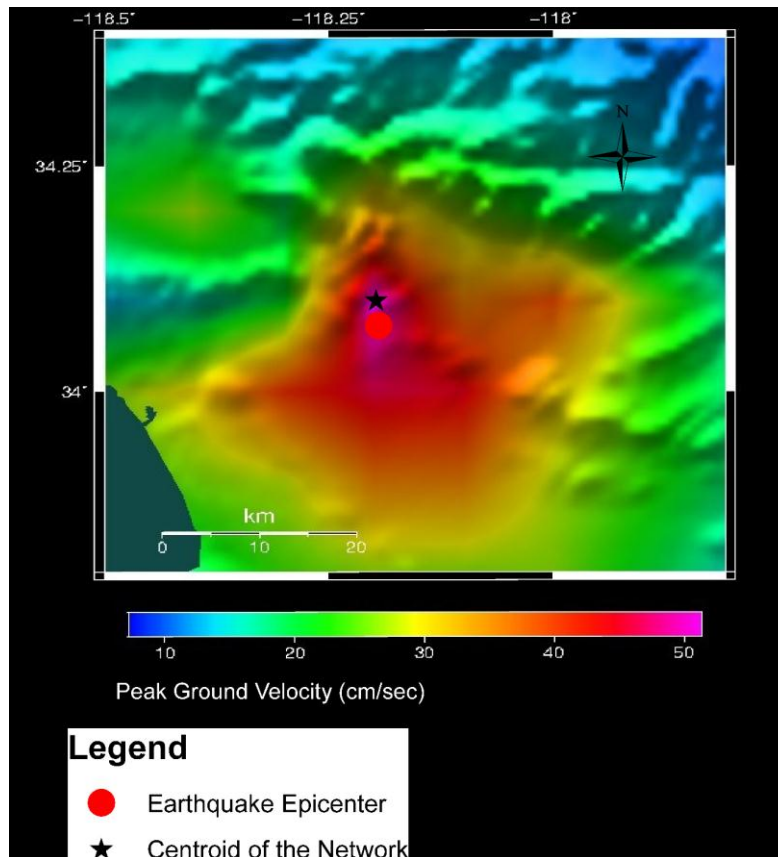 -118.5° -118.25° -118°
N
34.25°
34°
km
0 10 20
10 20 30 40 50
Peak Ground Velocity (cm/sec)
Legend
Earthquake Epicenter
Centroid of the Network